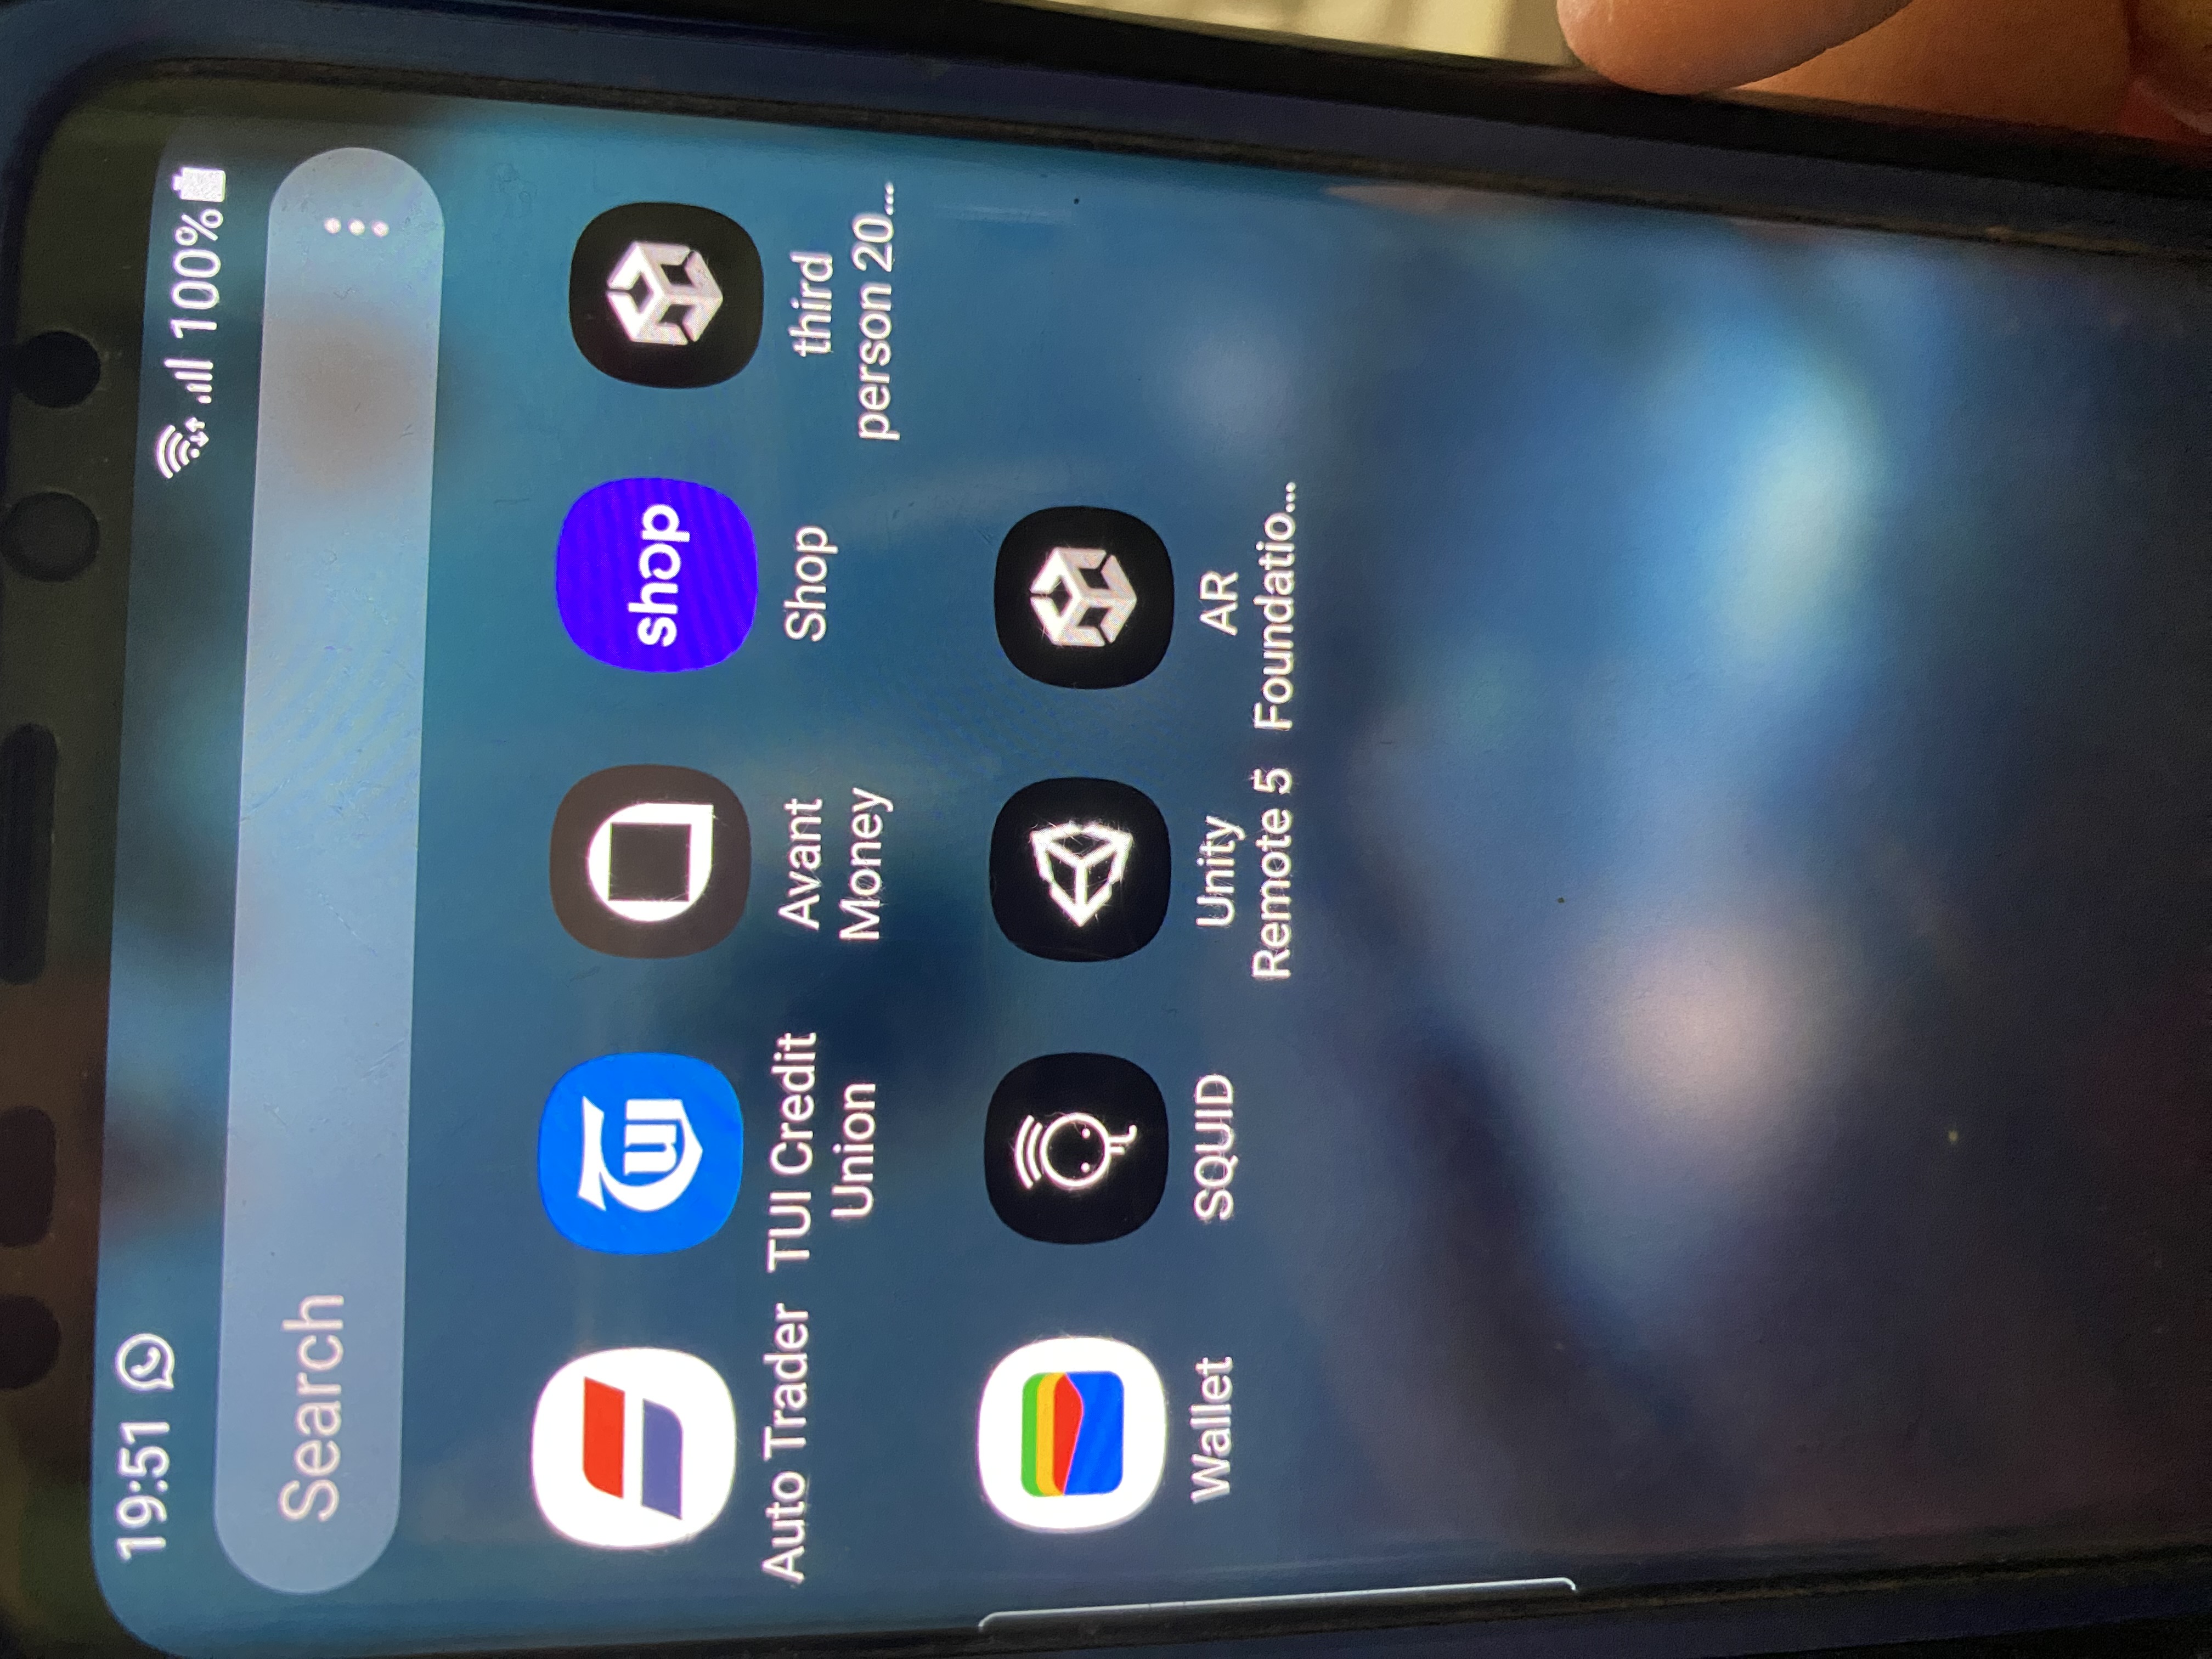 19:51
100%
Search
shop
Auto Trader
TUI Credit
Union
Avant
Money
Shop
third
person 20...
Wallet
SQUID
Unity
Remote 5
AR
Foundatio...